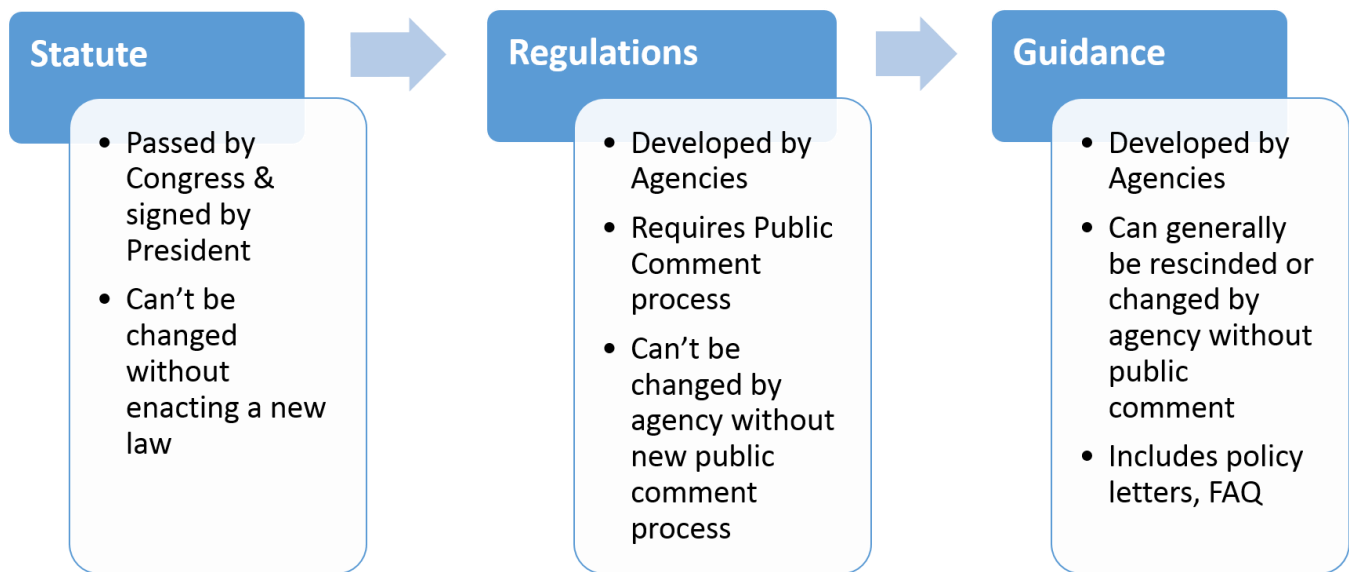 Statute
• Passed by
Congress &
signed by
President
• Can’t be
changed
without
enacting a new
law
Regulations
• Developed by
Agencies
• Requires Public
Comment
process
• Can’t be
changed by
agency without
new public
comment
process
Guidance
• Developed by
Agencies
• Can generally
be rescinded or
changed by
agency without
public
comment
• Includes policy
letters, FAQ